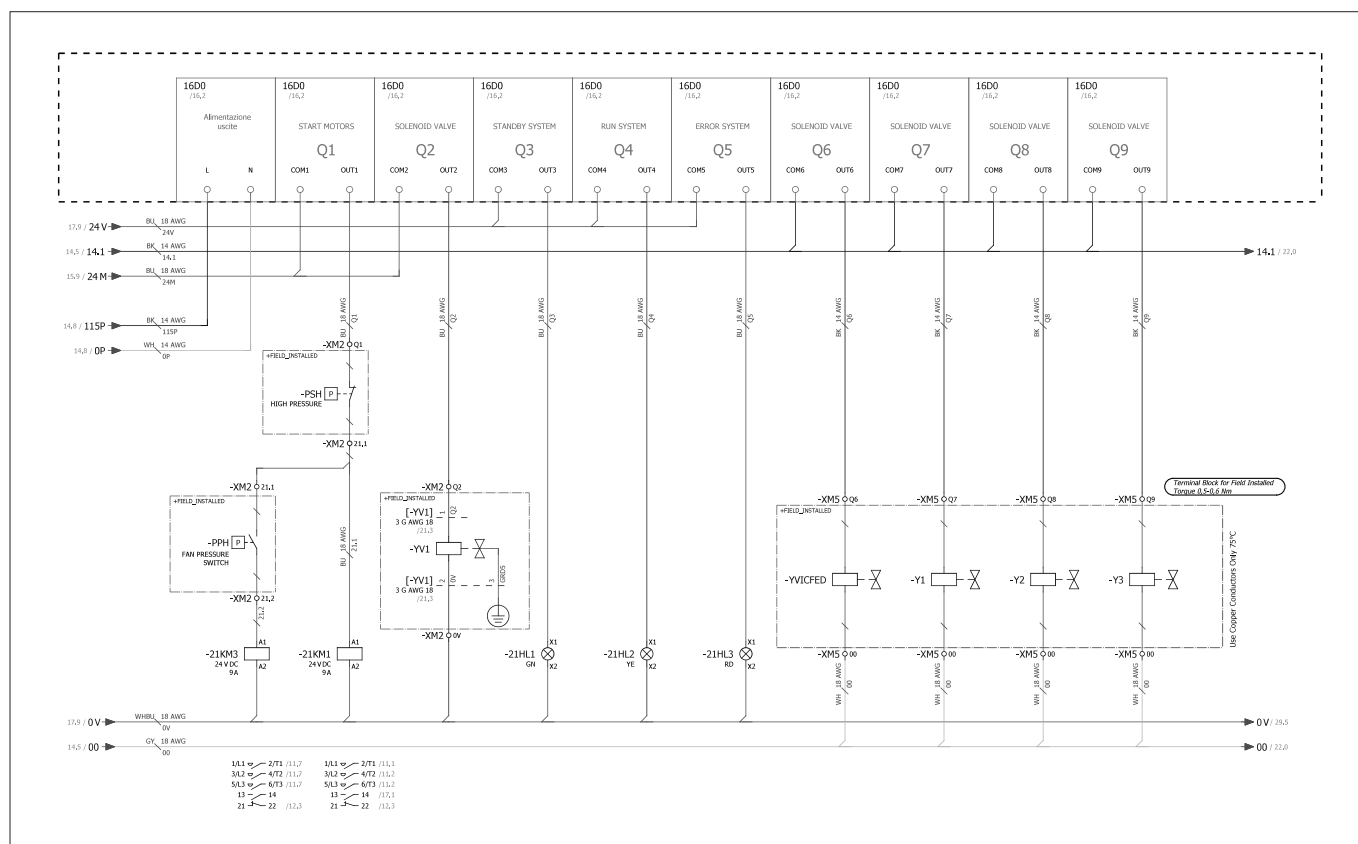 16D0 16D0 16D0 16D0 16D0 16D0 16D0 16D0 16D0 16D0
/16,2 /16,2 /16,2 /16,2 /16,2 /16,2 /16,2 /16,2 /16,2 /16,2
Alimentazione
uscite
START MOTORS SOLENOID VALVE STANDBY SYSTEM RUN SYSTEM ERROR SYSTEM SOLENOID VALVE SOLENOID VALVE SOLENOID VALVE SOLENOID VALVE
Q1 Q2 Q3 Q4 Q5 Q6 Q7 Q8 Q9
L N COM1 OUT1 COM2 OUT2 COM3 OUT3 COM4 OUT4 COM5 OUT5 COM6 OUT6 COM7 OUT7 COM8 OUT8 COM9 OUT9
17,9 / 24 V BU 18 AWG
24V
14,5 / 14.1 BK 14 AWG 14.1 / 22,0
14.1
15,9 / 24 M BU 18 AWG
24M
14,8 / 115P BK 14 AWG
115P
14,8 / 0P WH 14 AWG
0P
BU 18 AWG Q1
BU 18 AWG Q2
BU 18 AWG Q3
BU 18 AWG Q4
BU 18 AWG Q5
BK 14 AWG Q6
BK 14 AWG Q7
BK 14 AWG Q8
BK 14 AWG Q9
-XM2 Q1
+FIELD_INSTALLED
-PSH P
HIGH PRESSURE
-XM2 21.1
-XM2 21.1
+FIELD_INSTALLED
-PPH P
FAN PRESSURE
SWITCH
-XM2 21.2
21.2
BU 18 AWG 21.1
-XM2 Q2
+FIELD_INSTALLED
[-YV1] 1 Q2
3 G AWG 18
/21,3
-YV1
[-YV1] 2 0V 3 GRDS
3 G AWG 18
/21,3
-XM2 0V
Terminal Block for Field Installed
Torque 0,5-0,6 Nm
-XM5 Q6 -XM5 Q7 -XM5 Q8 -XM5 Q9
+FIELD_INSTALLED
-YVICFED -Y1 -Y2 -Y3
Use Copper Conductors Only 75°C
-XM5 00 -XM5 00 -XM5 00 -XM5 00
WH 18 AWG 00 WH 18 AWG 00 WH 18 AWG 00 WH 18 AWG 00
A1 A1 X1 X1 X1
-21KM3 -21KM1 -21HL1 -21HL2 -21HL3
24 V DC 24 V DC GN YE RD
9 A 9 A
A2 A2 X2 X2 X2
17,9 / 0V WHBU 18 AWG 0V / 29,5
0V
14,5 / 00 GY 18 AWG 00 / 22,0
00
1/L1 2/T1 /11,7 1/L1 2/T1 /11,1
3/L2 4/T2 /11,7 3/L2 4/T2 /11,2
5/L3 6/T3 /11,7 5/L3 6/T3 /11,2
13 14 13 14 /17,1
21 22 /12,3 21 22 /12,3